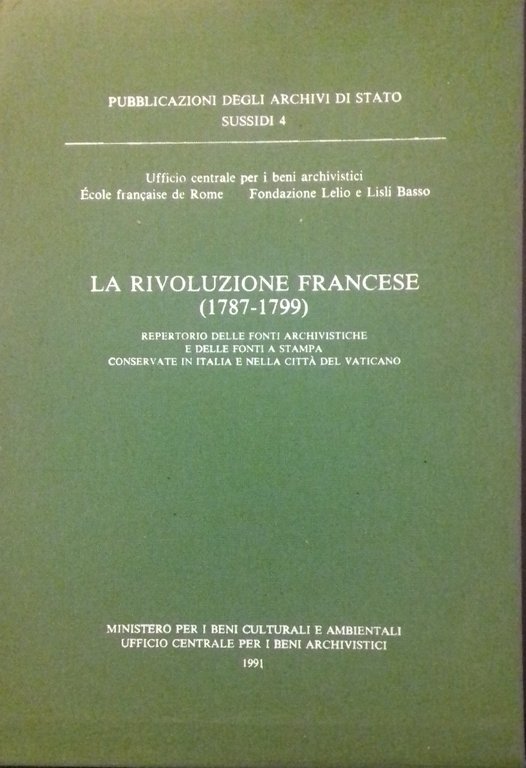 PUBBLICAZIONI DEGLI ARCHIVI DI STATO
SUSSIDI 4
Ufficio centrale per i beni archivistici
École française de Rome Fondazione Lelio e Lisli Basso
LA RIVOLUZIONE FRANCESE
(1787-1799)
REPERTORIO DELLE FONTI ARCHIVISTICHE
E DELLE FONTI A STAMPA
CONSERVATE IN ITALIA E NELLA CITTÀ DEL VATICANO
MINISTERO PER I BENI CULTURALI E AMBIENTALI
UFFICIO CENTRALE PER I BENI ARCHIVISTICI
1991